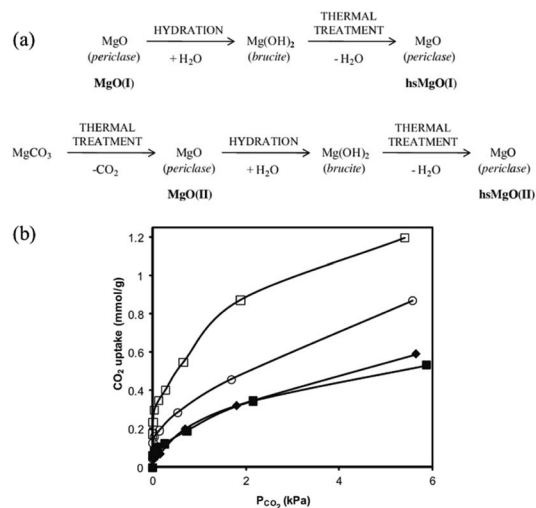 (a)
MgO HYDRATION Mg(OH)₂ THERMAL TREATMENT MgO
(periclase) + H₂O (brucite) - H₂O (periclase)
MgO(I) hsMgO(I)
MgCO₃ THERMAL TREATMENT MgO HYDRATION Mg(OH)₂ THERMAL TREATMENT MgO
-CO₂ (periclase) + H₂O (brucite) - H₂O (periclase)
MgO(II) hsMgO(II)
(b)
CO₂ uptake (mmol/g)
1.2
1
0.8
0.6
0.4
0.2
0
0 2 4 6
P_CO₂ (kPa)